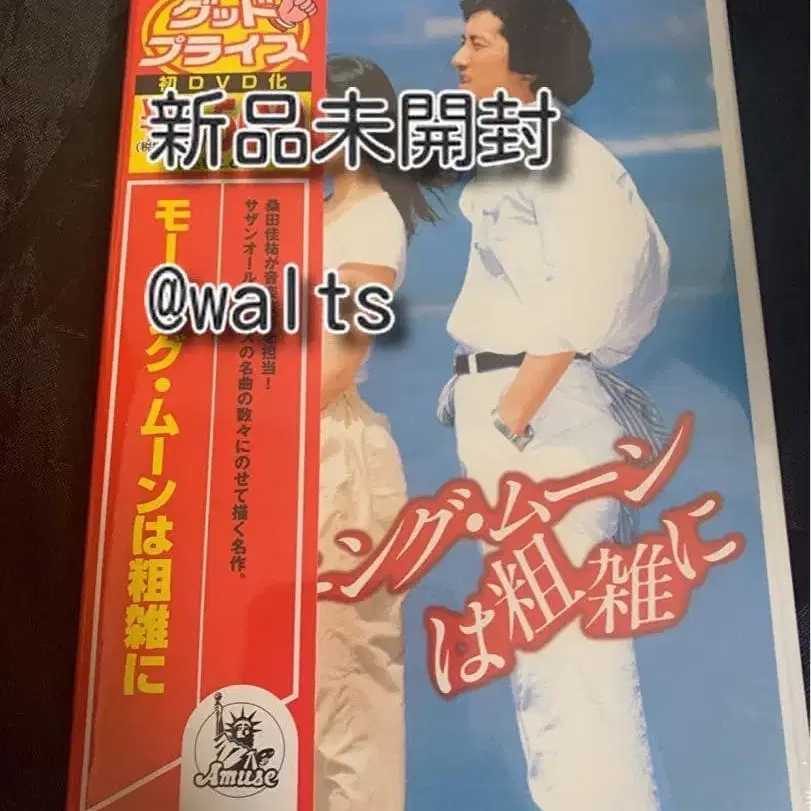 グッド
プライス
初DVD化
新品未開封
@walts
桑田佳祐が音楽 担当!
サザンオール スの名曲の数々にのせて描く名作。
モー グ・ムーンは粗雑に
ング・ムーン
は粗雑に
Amuse